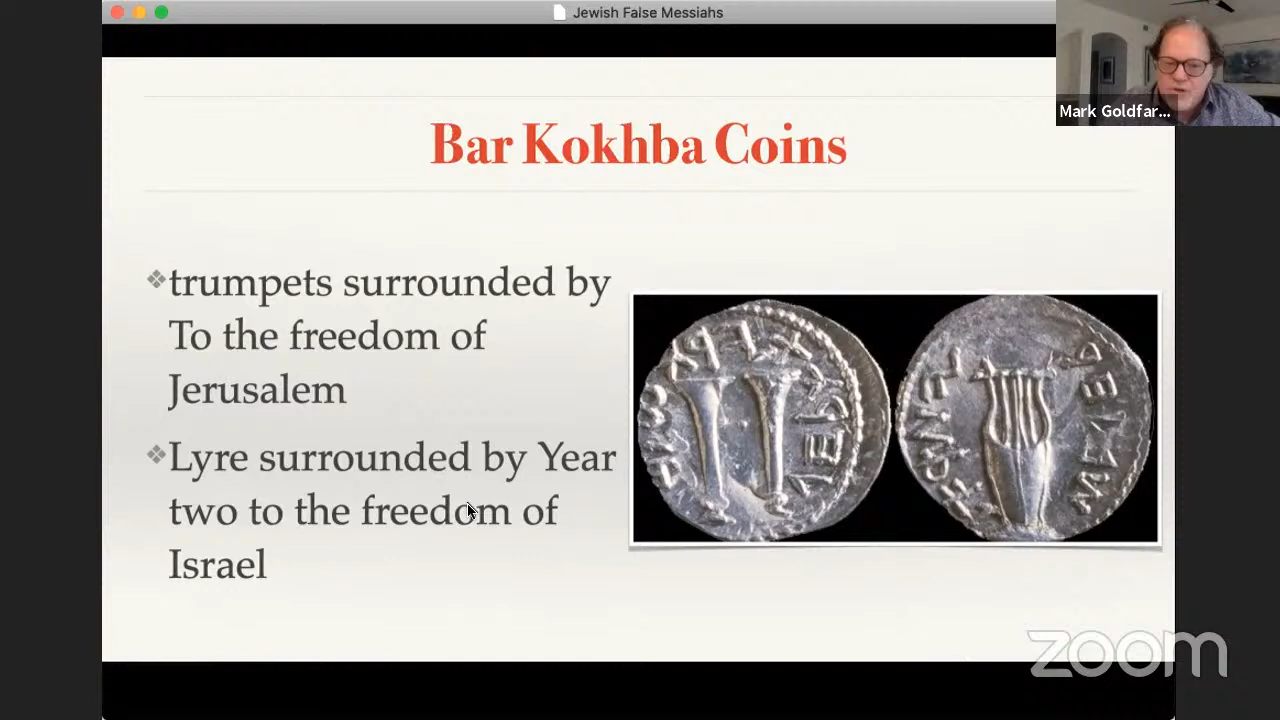 Jewish False Messiahs
Mark Goldfar...
Bar Kokhba Coins
❖trumpets surrounded by
To the freedom of
Jerusalem
❖Lyre surrounded by Year
two to the freedom of
Israel
zoom